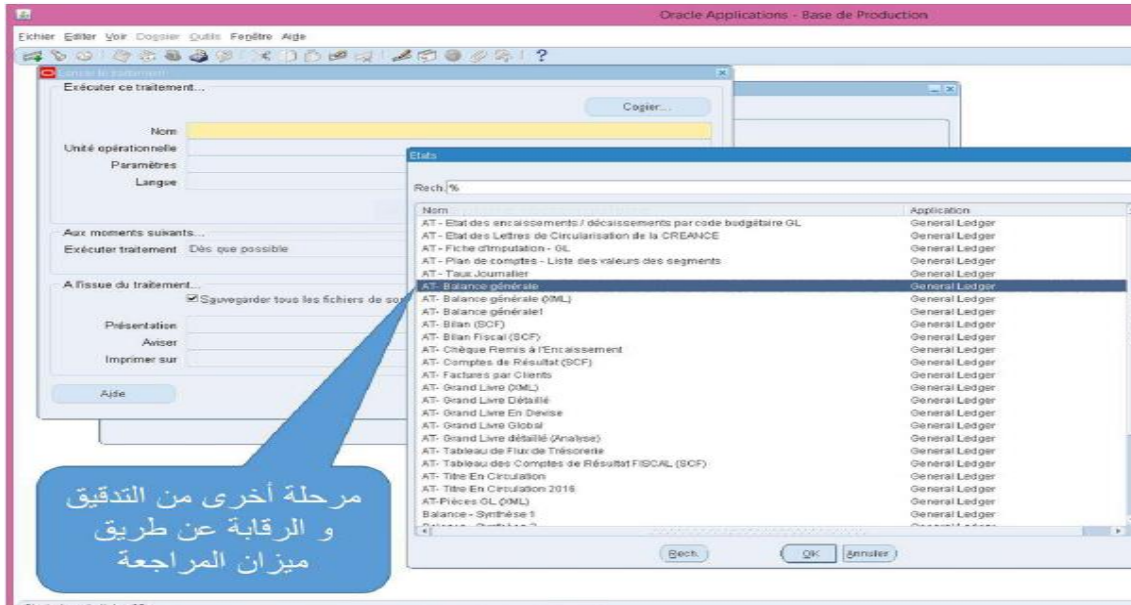 Oracle Applications - Base de Production
Fichier Editer Voir Dossier Outils Fenêtre Aide
Lancer le traitement
Exécuter ce traitement...
Copier...
Nom
Unité opérationnelle
Paramètres
Langue
Aux moments suivants...
Exécuter traitement Dès que possible
A l'issue du traitement...
Sauvegarder tous les fichiers de
Présentation
Aviser
Imprimer sur
Aide
Etats
Rech. %
Nom Application
AT - Etat des encaissements / décaissements par code budgétaire GL General Ledger
AT - Etat des Lettres de Circularisation de la CREANCE General Ledger
AT - Fiche d'Imputation - GL General Ledger
AT - Plan de comptes - Liste des valeurs des segments General Ledger
AT - Taux Journalier General Ledger
AT- Balance générale General Ledger
AT- Balance générale (XML) General Ledger
AT- Balance générale1 General Ledger
AT- Bilan (SCF) General Ledger
AT- Bilan Fiscal (SCF) General Ledger
AT- Chèque Remis à l'Encaissement General Ledger
AT- Comptes de Résultat (SCF) General Ledger
AT- Factures par Clients General Ledger
AT- Grand Livre (XML) General Ledger
AT- Grand Livre Détaillé General Ledger
AT- Grand Livre En Devise General Ledger
AT- Grand Livre Global General Ledger
AT- Grand Livre détaillé (Analyse) General Ledger
AT- Tableau de Flux de Trésorerie General Ledger
AT- Tableau des Comptes de Résultat FISCAL (SCF) General Ledger
AT- Titre En Circulation General Ledger
AT- Titre En Circulation 2016 General Ledger
AT-Pièces GL (XML) General Ledger
Balance - Synthèse 1 General Ledger
Rech. OK Annuler
مرحلة أخرى من التدقيق
و الرقابة عن طريق
ميزان المراجعة